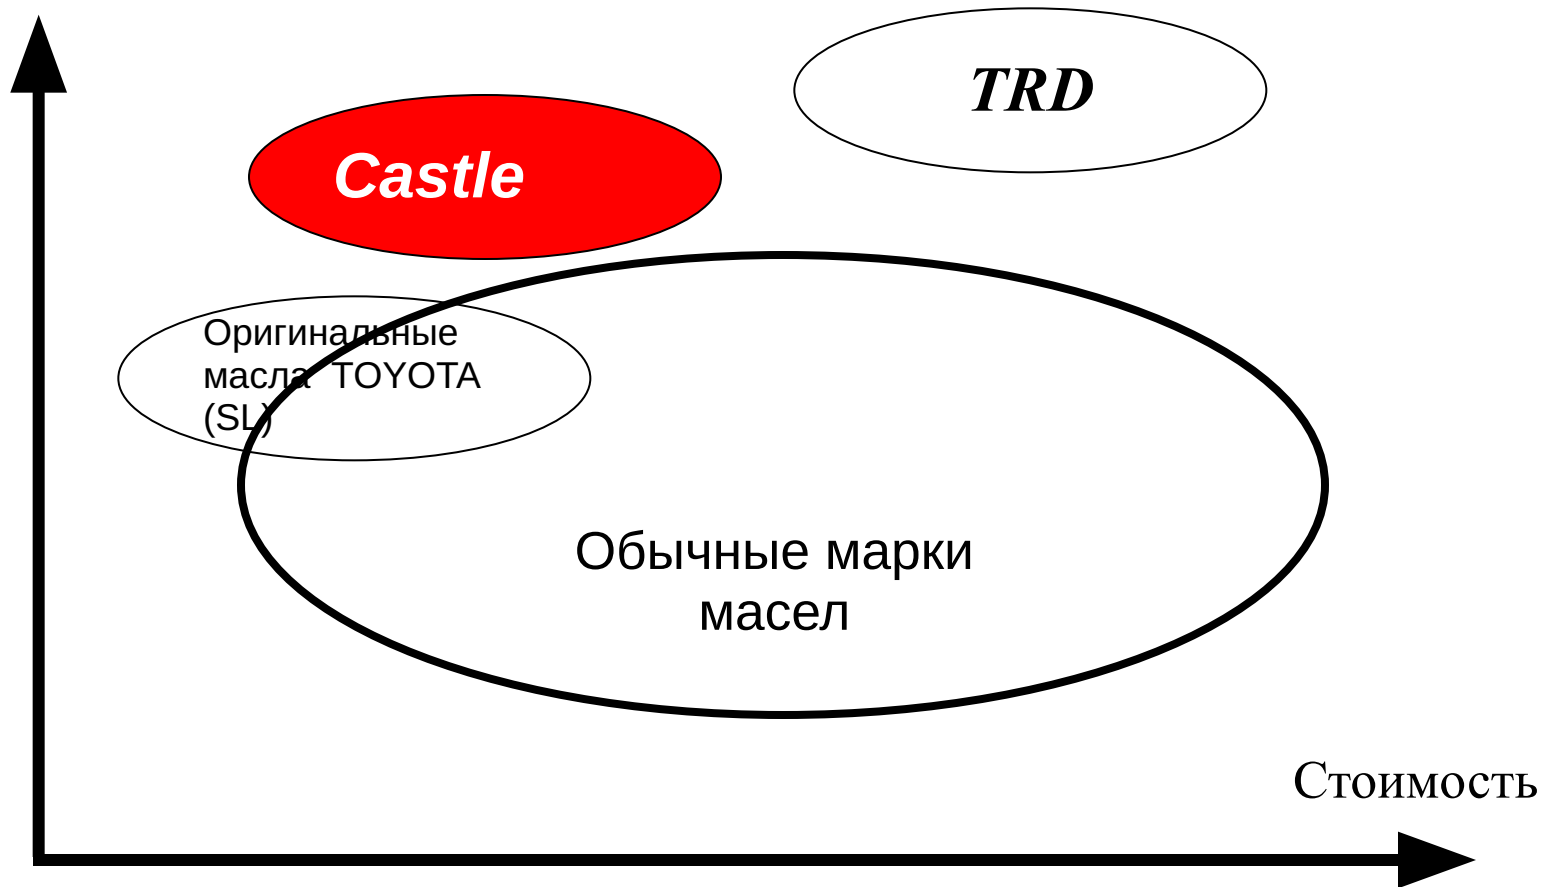 TRD
Castle
Оригинальные
масла TOYOTA
(SL)
Обычные марки
масел
Стоимость